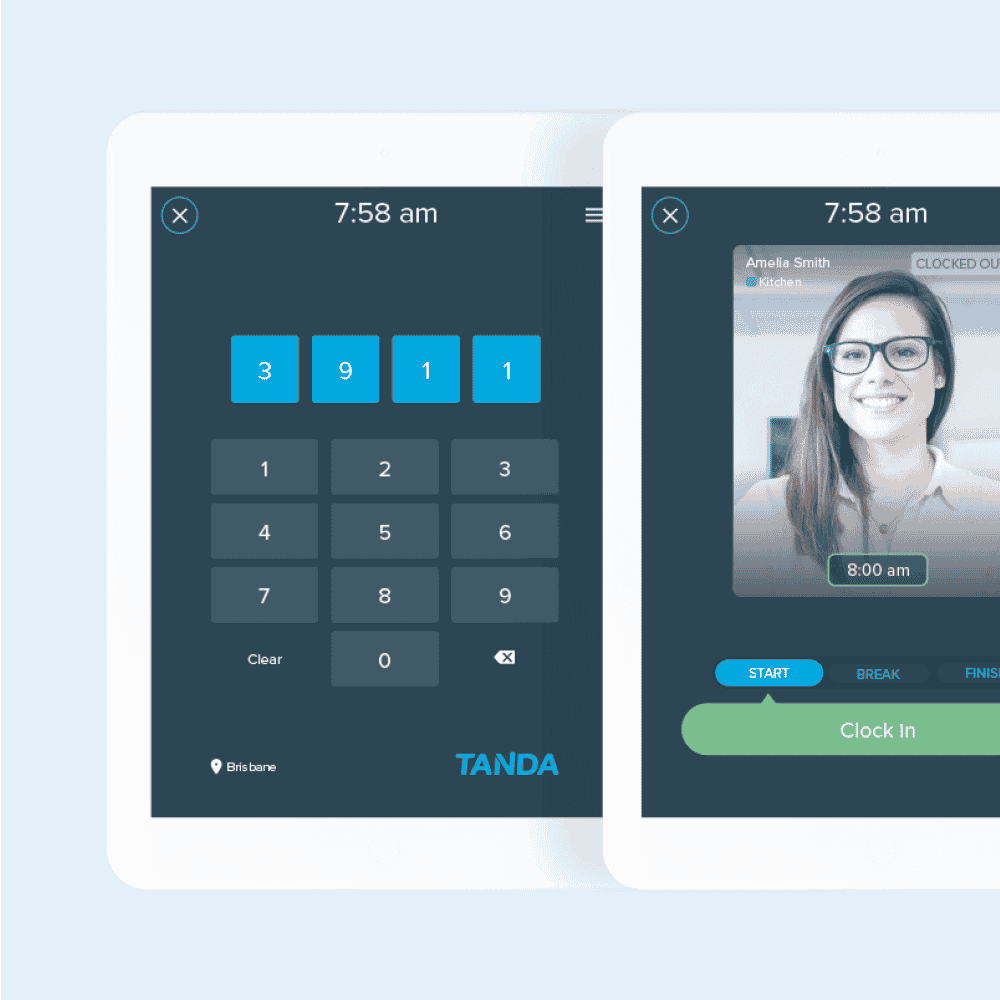 7:58 am
3 9 1 1
1 2 3
4 5 6
7 8 9
Clear 0
Brisbane
TANDA
7:58 am
Amelia Smith
CLOCKED OU
Kitchen
8:00 am
START BREAK FINIS
Clock in